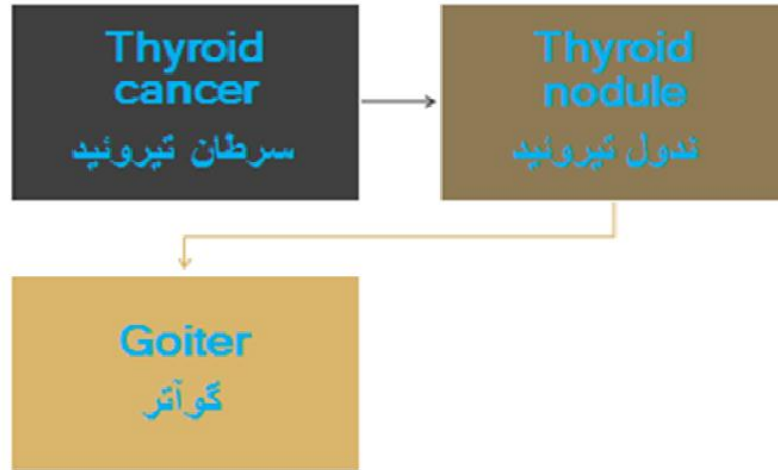 Thyroid
cancer
سرطان تیروئید
Thyroid
nodule
ندول تیروئید
Goiter
گوآتر